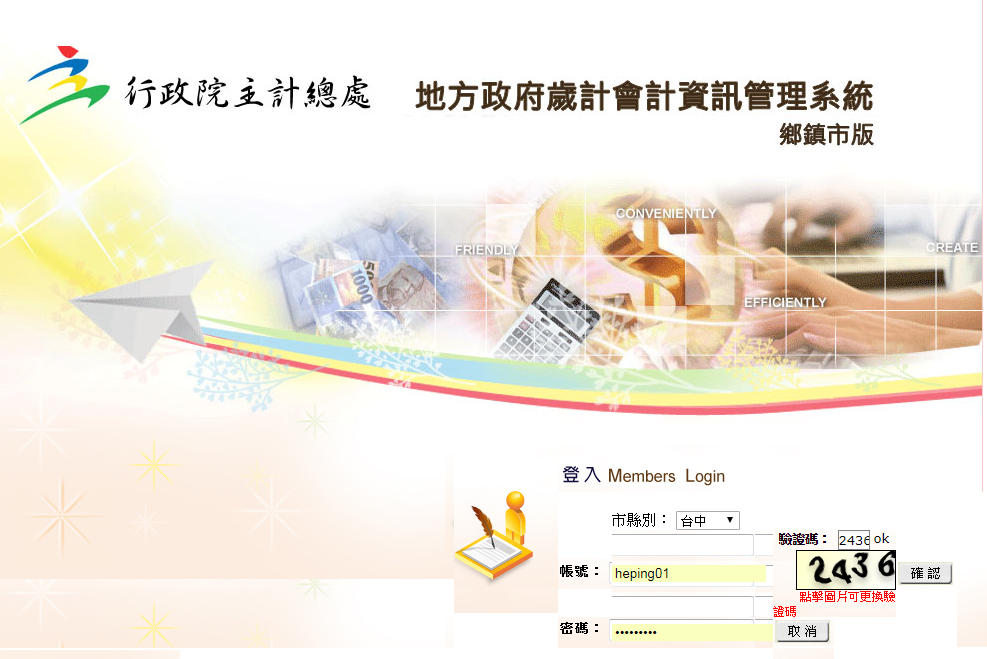 行政院主計總處
地方政府歲計會計資訊管理系統
鄉鎮市版
CONVENIENTLY
FRIENDLY
CREATE
EFFICIENTLY
50
1000
登入 Members Login
市縣別： 台中
驗證碼： 2436 ok
2436
帳號： heping01
確認
點擊圖片可更換驗
證碼
密碼： •••••••••
取消